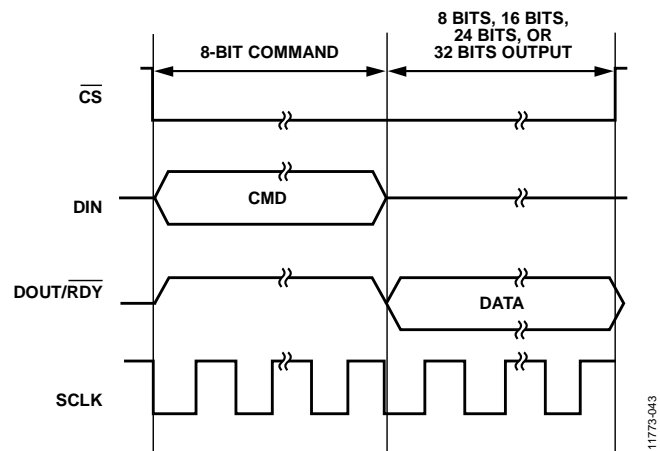 8 BITS, 16 BITS,
24 BITS, OR
32 BITS OUTPUT
8-BIT COMMAND
CS
DIN
CMD
DOUT/RDY
DATA
SCLK
11773-043